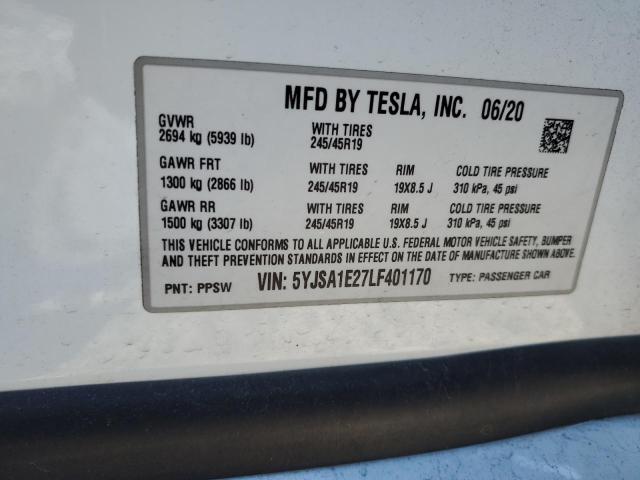 MFD BY TESLA, INC. 06/20
GVWR
2694 kg (5939 lb)
WITH TIRES
245/45R19
GAWR FRT
1300 kg (2866 lb)
WITH TIRES
245/45R19
RIM
19X8.5 J
COLD TIRE PRESSURE
310 kPa, 45 psi
GAWR RR
1500 kg (3307 lb)
WITH TIRES
245/45R19
RIM
19X8.5 J
COLD TIRE PRESSURE
310 kPa, 45 psi
THIS VEHICLE CONFORMS TO ALL APPLICABLE U.S. FEDERAL MOTOR VEHICLE SAFETY, BUMPER
AND THEFT PREVENTION STANDARDS IN EFFECT ON THE DATE OF MANUFACTURE SHOWN ABOVE.
PNT: PPSW VIN: 5YJSA1E27LF401170 TYPE: PASSENGER CAR